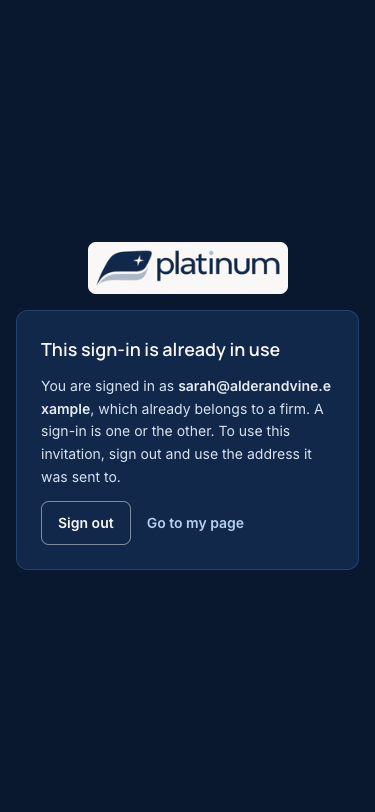 platinum
This sign-in is already in use
You are signed in as sarah@alderandvine.e
xample, which already belongs to a firm. A
sign-in is one or the other. To use this
invitation, sign out and use the address it
was sent to.
Sign out
Go to my page